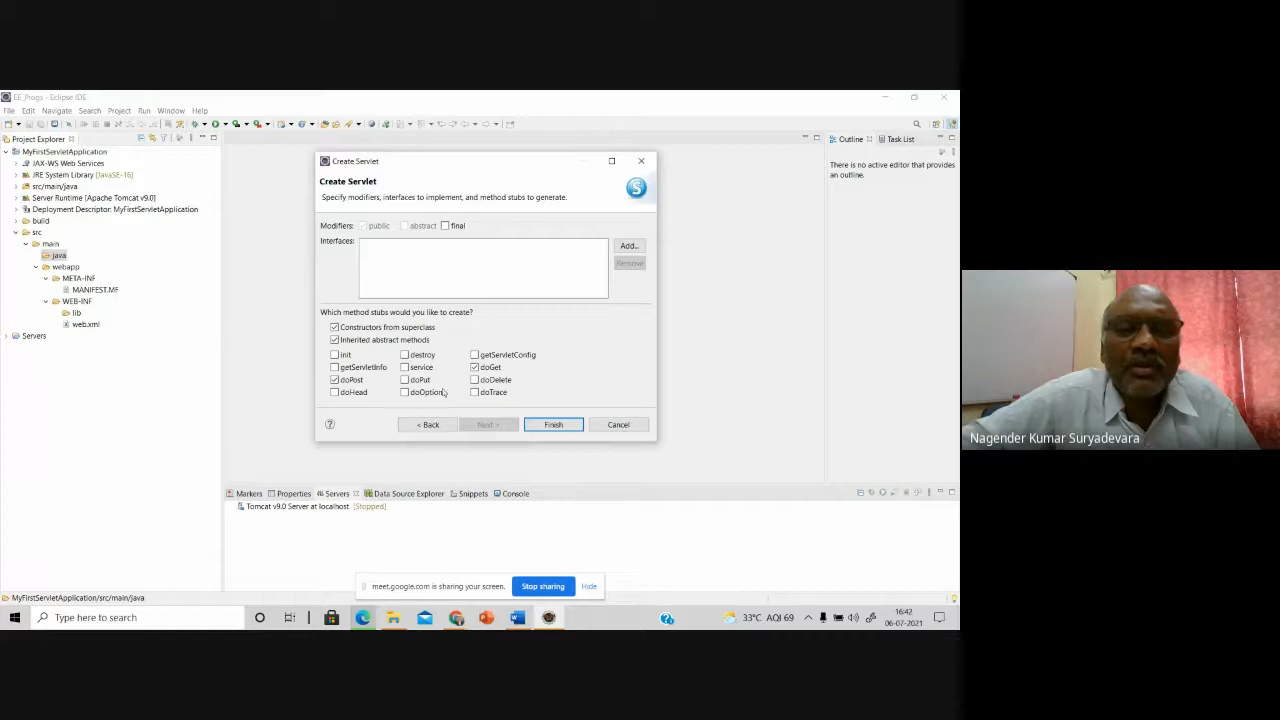 EE_Progs - Eclipse IDE
File Edit Navigate Search Project Run Window Help
Project Explorer
MyFirstServletApplication
JAX-WS Web Services
JRE System Library [JavaSE-16]
src/main/java
Server Runtime [Apache Tomcat v9.0]
Deployment Descriptor: MyFirstServletApplication
build
src
main
java
webapp
META-INF
MANIFEST.MF
WEB-INF
lib
web.xml
Servers
Create Servlet
Create Servlet
Specify modifiers, interfaces to implement, and method stubs to generate.
S
Modifiers: public abstract final
Interfaces:
Add...
Remove
Which method stubs would you like to create?
Constructors from superclass
Inherited abstract methods
init destroy getServletConfig
getServletInfo service doGet
doPost doPut doDelete
doHead doOption doTrace
? < Back Next > Finish Cancel
Outline Task List
There is no active editor that provides
an outline.
Markers Properties Servers Data Source Explorer Snippets Console
Tomcat v9.0 Server at localhost [Stopped]
meet.google.com is sharing your screen. Stop sharing Hide
MyFirstServletApplication/src/main/java
Type here to search
33°C AQI 69
16:42
06-07-2021
Nagender Kumar Suryadevara